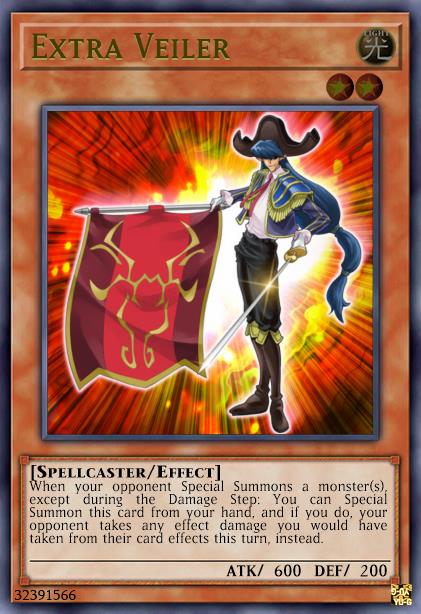 EXTRA VEILER
LIGHT
光
[SPELLCASTER/EFFECT]
When your opponent Special Summons a monster(s),
except during the Damage Step: You can Special
Summon this card from your hand, and if you do, your
opponent takes any effect damage you would have
taken from their card effects this turn, instead.
ATK/ 600 DEF/ 200
32391566